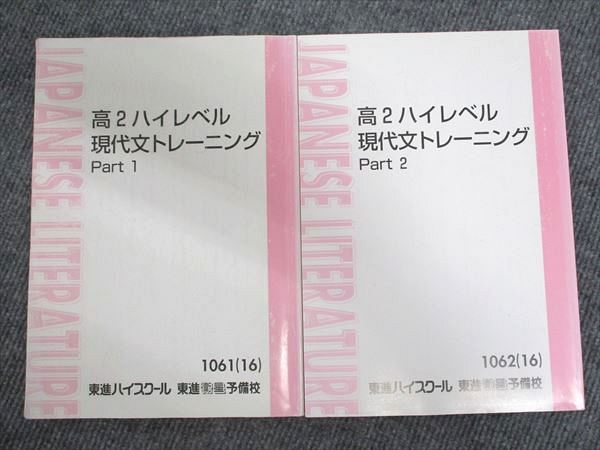 JAPANESE LITERATURE
高2ハイレベル
現代文トレーニング
Part 1
1061(16)
東進ハイスクール 東進衛星予備校
JAPANESE LITERATURE
高2ハイレベル
現代文トレーニング
Part 2
1062(16)
東進ハイスクール 東進衛星予備校